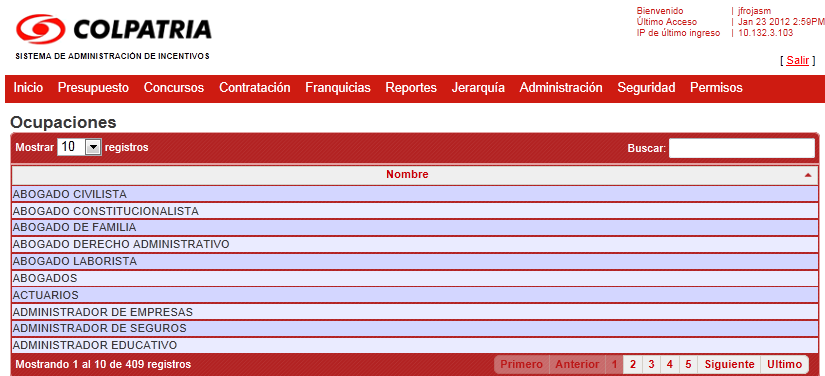 COLPATRIA
SISTEMA DE ADMINISTRACIÓN DE INCENTIVOS
Bienvenido | jfrojasm
Último Acceso | Jan 23 2012 2:59PM
IP de último ingreso | 10.132.3.103
[ Salir ]
Inicio Presupuesto Concursos Contratación Franquicias Reportes Jerarquía Administración Seguridad Permisos
Ocupaciones
Mostrar 10 registros Buscar:
Nombre
ABOGADO CIVILISTA
ABOGADO CONSTITUCIONALISTA
ABOGADO DE FAMILIA
ABOGADO DERECHO ADMINISTRATIVO
ABOGADO LABORISTA
ABOGADOS
ACTUARIOS
ADMINISTRADOR DE EMPRESAS
ADMINISTRADOR DE SEGUROS
ADMINISTRADOR EDUCATIVO
Mostrando 1 al 10 de 409 registros Primero Anterior 1 2 3 4 5 Siguiente Ultimo